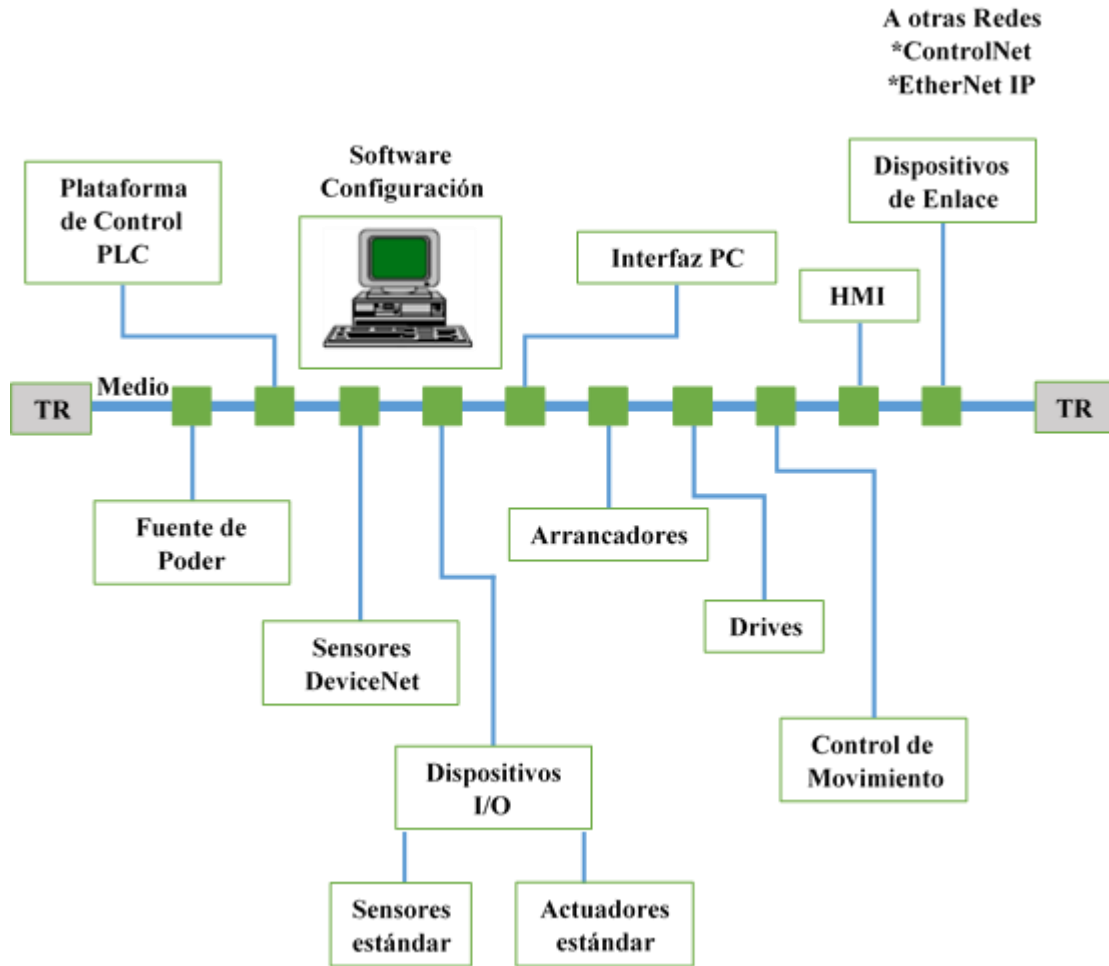 A otras Redes
*ControlNet
*EtherNet IP
Software
Configuración
Plataforma
de Control
PLC
Dispositivos
de Enlace
Interfaz PC
HMI
TR
Medio
TR
Fuente de
Poder
Arrancadores
Drives
Sensores
DeviceNet
Control de
Movimiento
Dispositivos
I/O
Sensores
estándar
Actuadores
estándar